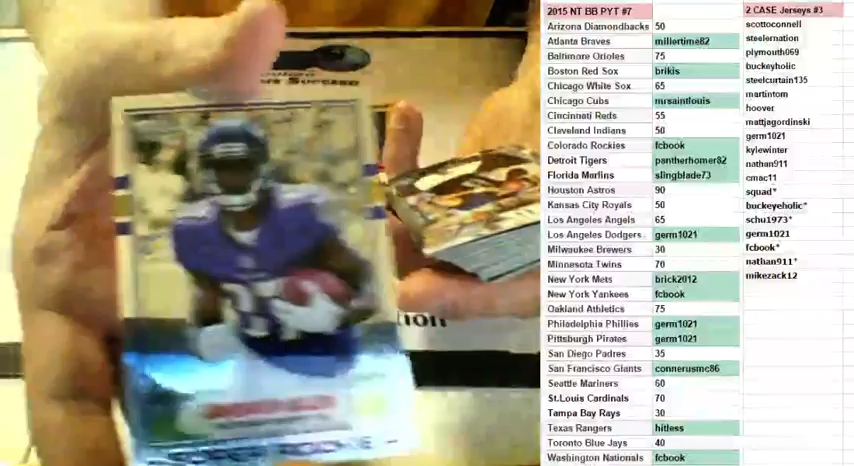 2015 NT BB PYT #7
Arizona Diamondbacks 50
Atlanta Braves millertime82
Baltimore Orioles 75
Boston Red Sox brikis
Chicago White Sox 65
Chicago Cubs mrsaintlouis
Cincinnati Reds 55
Cleveland Indians 50
Colorado Rockies fcbook
Detroit Tigers pantherhomer82
Florida Marlins slingblade73
Houston Astros 90
Kansas City Royals 50
Los Angeles Angels 65
Los Angeles Dodgers germ1021
Milwaukee Brewers 30
Minnesota Twins 70
New York Mets brick2012
New York Yankees fcbook
Oakland Athletics 75
Philadelphia Phillies germ1021
Pittsburgh Pirates germ1021
San Diego Padres 35
San Francisco Giants connerusmc86
Seattle Mariners 60
St.Louis Cardinals 70
Tampa Bay Rays 30
Texas Rangers hitless
Toronto Blue Jays 40
Washington Nationals fcbook
2 CASE Jerseys #3
scottoconnell
steelernation
plymouth069
buckeyholic
steelcurtain135
martintom
hoover
mattjagordinski
germ1021
kylewinter
nathan911
cmac11
squad*
buckeyeholic*
schu1973*
germ1021
fcbook*
nathan911*
mikezack12